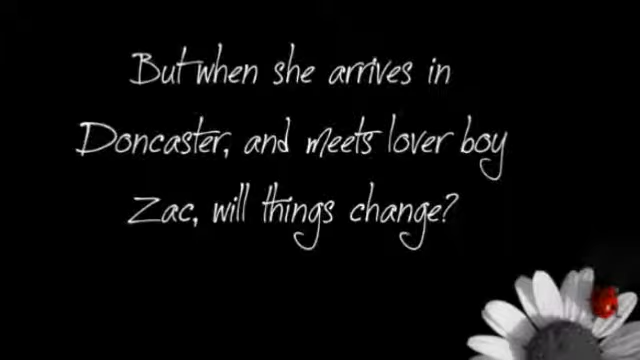 But when she arrives in
Doncaster, and meets lover boy
Zac, will things change?